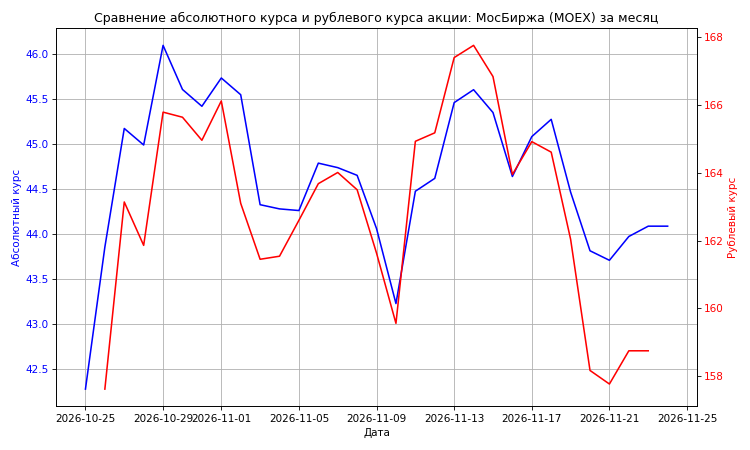 Сравнение абсолютного курса и рублевого курса акции: МосБиржа (MOEX) за месяц
46.0
45.5
45.0
44.5
44.0
43.5
43.0
42.5
Абсолютный курс
168
166
164
162
160
158
Рублевый курс
2026-10-25 2026-10-29 2026-11-01 2026-11-05 2026-11-09 2026-11-13 2026-11-17 2026-11-21 2026-11-25
Дата